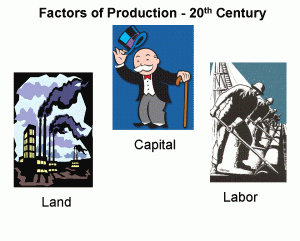 Factors of Production - 20th Century
Capital
Land
Labor